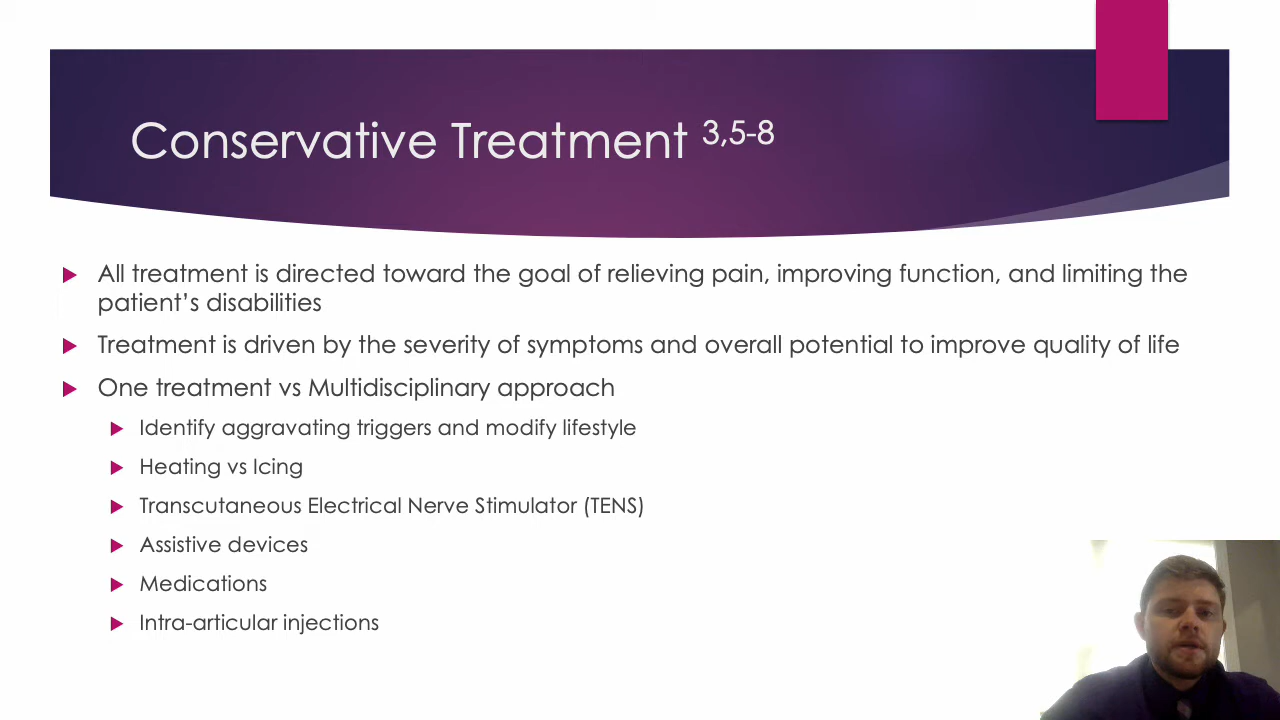 Conservative Treatment 3,5-8
All treatment is directed toward the goal of relieving pain, improving function, and limiting the
patient's disabilities
Treatment is driven by the severity of symptoms and overall potential to improve quality of life
One treatment vs Multidisciplinary approach
Identify aggravating triggers and modify lifestyle
Heating vs Icing
Transcutaneous Electrical Nerve Stimulator (TENS)
Assistive devices
Medications
Intra-articular injections